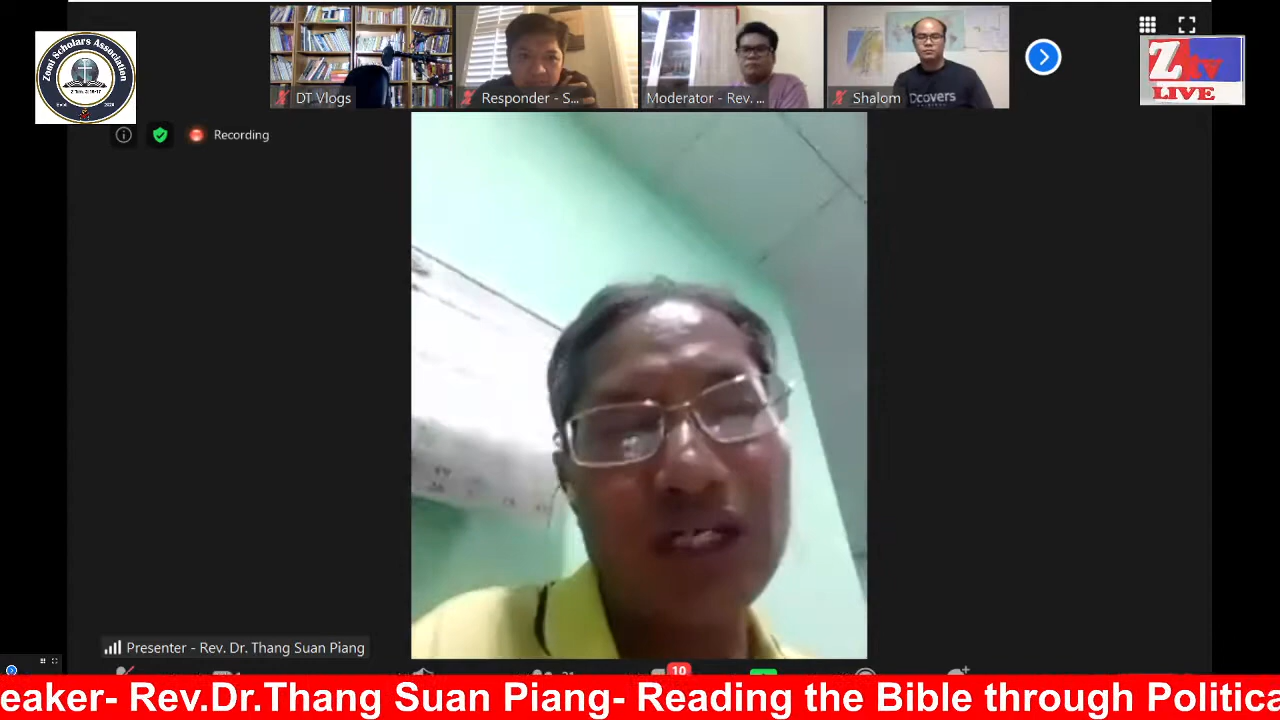 Zomi Scholars Association
DT Vlogs
Responder - S...
Moderator - Rev. ...
Shalom
Dcovers
Z tv
LIVE
Recording
Presenter - Rev. Dr. Thang Suan Piang
10
eaker- Rev.Dr.Thang Suan Piang- Reading the Bible through Politica